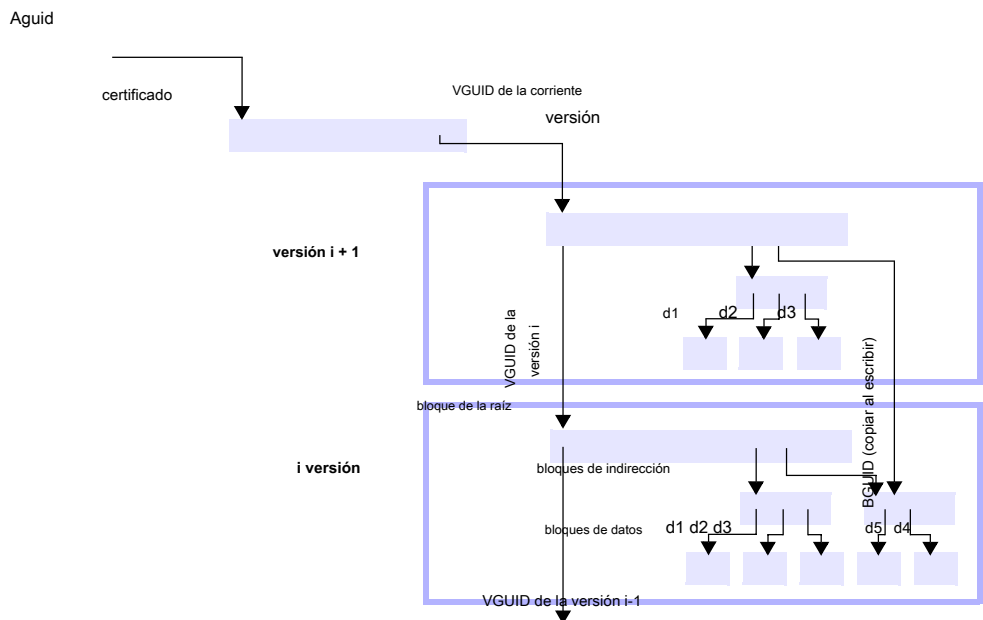 Aguid
certificado
VGUID de la corriente
versión
versión i + 1
d1 d2 d3
VGUID de la
versión i
BGUID (copiar al escribir)
bloque de la raíz
i versión
bloques de indirección
bloques de datos
d1 d2 d3
d5 d4
VGUID de la versión i-1